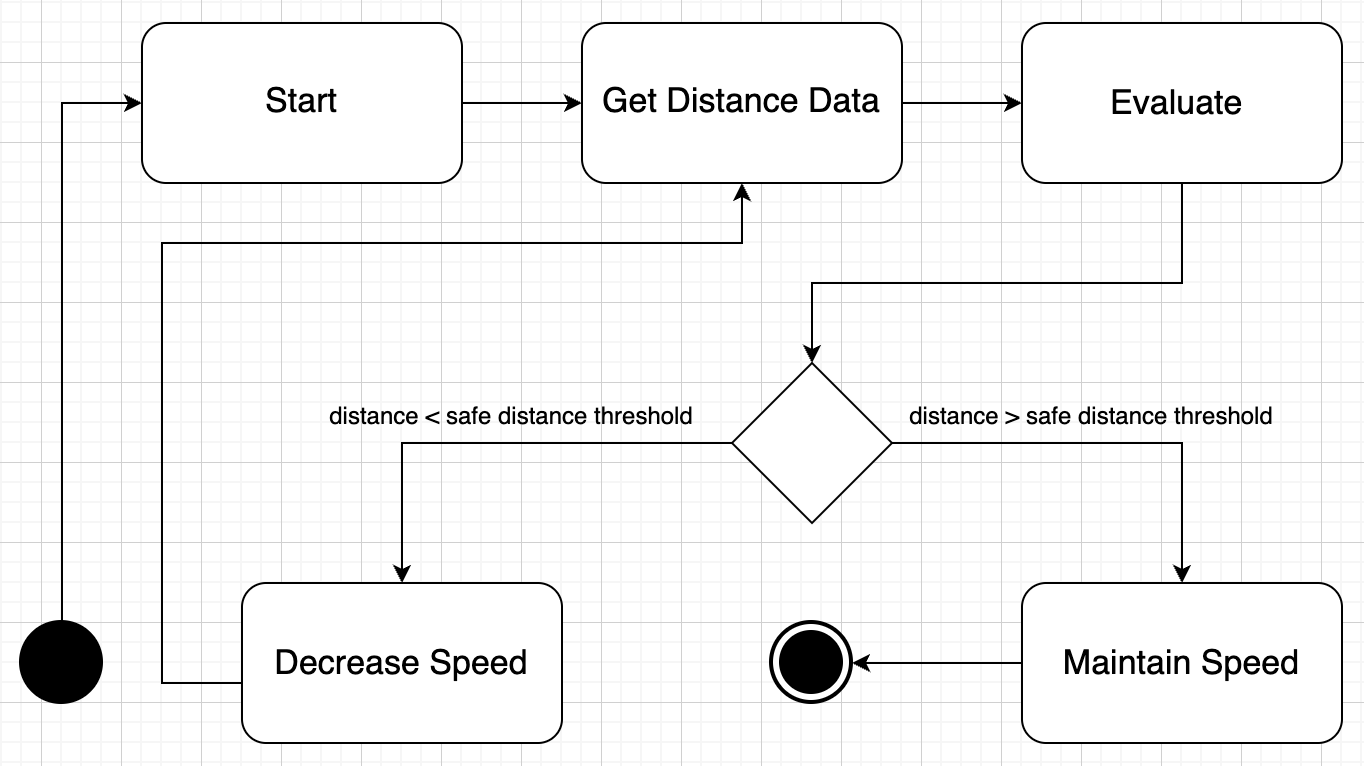 Start
Get Distance Data
Evaluate
distance < safe distance threshold
distance > safe distance threshold
Decrease Speed
Maintain Speed